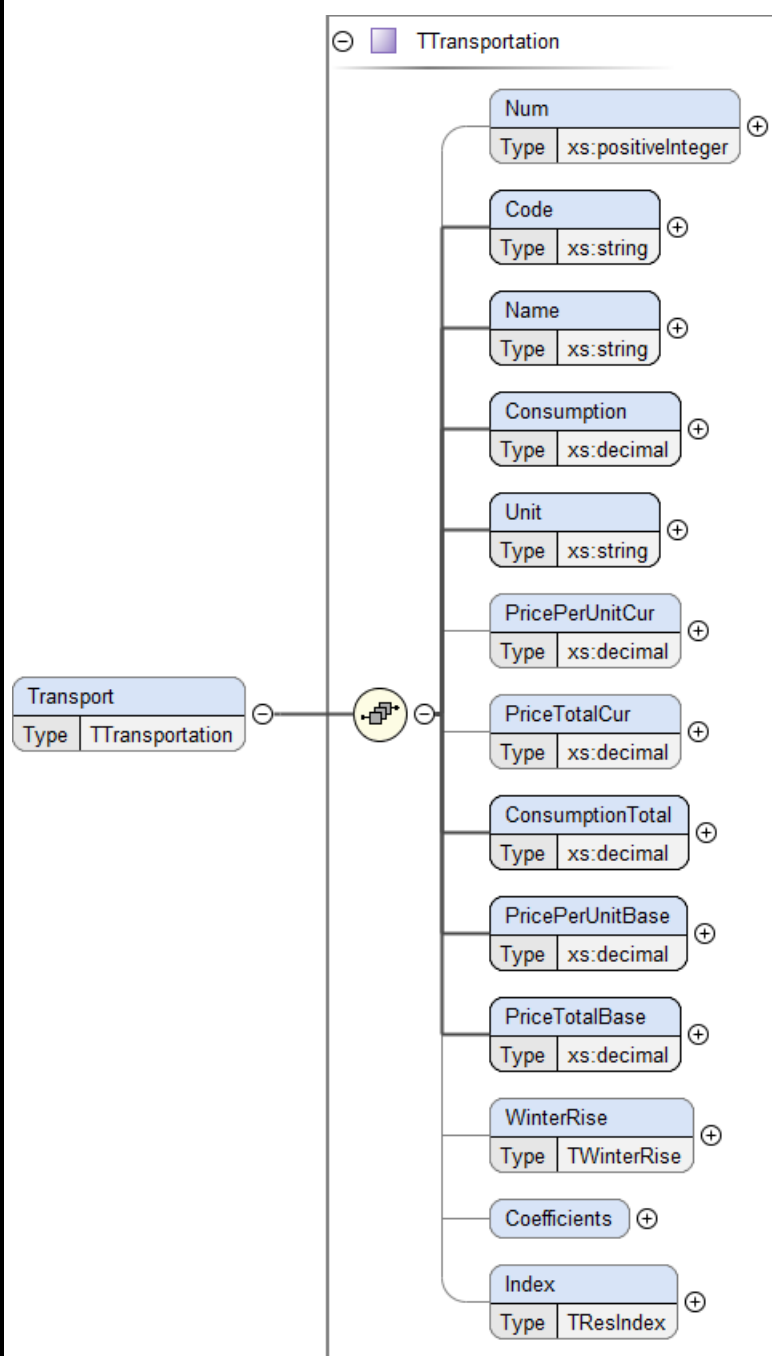 TTransportation
Num
Type xs:positiveInteger
Code
Type xs:string
Name
Type xs:string
Consumption
Type xs:decimal
Unit
Type xs:string
PricePerUnitCur
Type xs:decimal
Transport
Type TTransportation
PriceTotalCur
Type xs:decimal
ConsumptionTotal
Type xs:decimal
PricePerUnitBase
Type xs:decimal
PriceTotalBase
Type xs:decimal
WinterRise
Type TWinterRise
Coefficients
Index
Type TResIndex